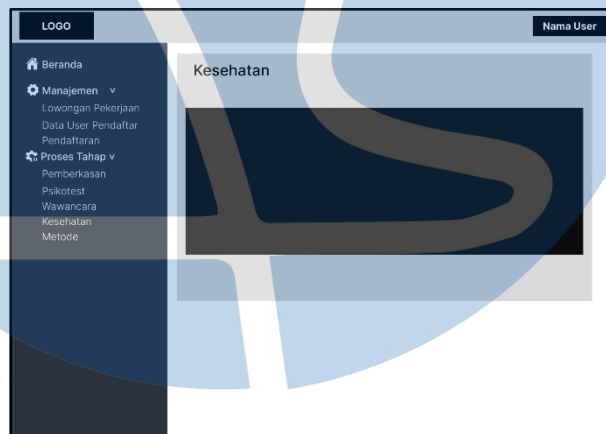 LOGO
Nama User
Beranda
Manajemen v
Lowongan Pekerjaan
Data User Pendaftar
Pendaftaran
Proses Tahap v
Pemberkasan
Psikotest
Wawancara
Kesehatan
Metode
Kesehatan